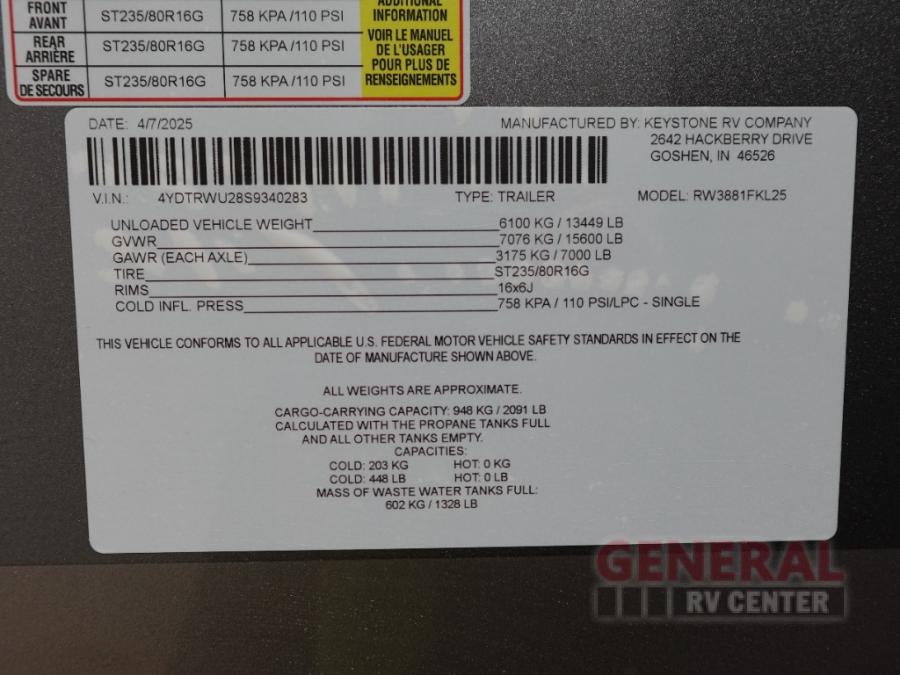 FRONT ST235/80R16G 758 KPA /110 PSI ADDITIONAL
AVANT INFORMATION
REAR ST235/80R16G 758 KPA /110 PSI VOIR LE MANUEL
ARRIÈRE DE L'USAGER
SPARE ST235/80R16G 758 KPA /110 PSI POUR PLUS DE
DE SECOURS RENSEIGNEMENTS
DATE: 4/7/2025 MANUFACTURED BY: KEYSTONE RV COMPANY
2642 HACKBERRY DRIVE
GOSHEN, IN 46526
V.I.N.: 4YDTRWU28S9340283 TYPE: TRAILER MODEL: RW3881FKL25
UNLOADED VEHICLE WEIGHT 6100 KG / 13449 LB
GVWR 7076 KG / 15600 LB
GAWR (EACH AXLE) 3175 KG / 7000 LB
TIRE ST235/80R16G
RIMS 16x6J
COLD INFL. PRESS 758 KPA / 110 PSI/LPC - SINGLE
THIS VEHICLE CONFORMS TO ALL APPLICABLE U.S. FEDERAL MOTOR VEHICLE SAFETY STANDARDS IN EFFECT ON THE
DATE OF MANUFACTURE SHOWN ABOVE.
ALL WEIGHTS ARE APPROXIMATE.
CARGO-CARRYING CAPACITY: 948 KG / 2091 LB
CALCULATED WITH THE PROPANE TANKS FULL
AND ALL OTHER TANKS EMPTY.
CAPACITIES:
COLD: 203 KG HOT: 0 KG
COLD: 448 LB HOT: 0 LB
MASS OF WASTE WATER TANKS FULL:
602 KG / 1328 LB
GENERAL
RV CENTER